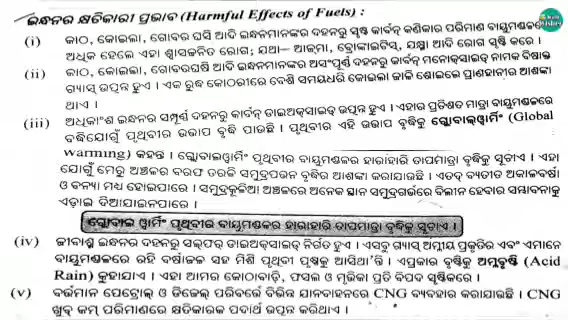 ଇନ୍ଧନର କ୍ଷତିକାରୀ ପ୍ରଭାବ (Harmful Effects of Fuels) :
(i) କାଠ, କୋଇଲା, ଗୋବର ଘସି ଆଦି ଇନ୍ଧନମାନଙ୍କର ଦହନରୁ ସୃଷ୍ଟ କାର୍ବନ୍ କଣିକାର ପରିମାଣ ବାୟୁମଣ୍ଡଳରେ
ଅଧିକ ହେଲେ ଏହା ଶ୍ୱାସଜନିତ ରୋଗ; ଯଥା— ଆଜ୍ମା, ବ୍ରୋଙ୍କାଇଟିସ୍, ଯକ୍ଷ୍ମା ଆଦି ରୋଗ ସୃଷ୍ଟି କରେ ।
(ii) କାଠ, କୋଇଲା, ଗୋବରଘଷି ଆଦି ଇନ୍ଧନମାନଙ୍କର ଅସଂପୂର୍ଣ୍ଣ ଦହନରୁ କାର୍ବନ୍ ମନୋକ୍ସାଇଡ୍ ନାମକ ବିଷାକ୍ତ
ଗ୍ୟାସ୍ ଉତ୍ପନ୍ନ ହୁଏ । ଏକ ରୁଦ୍ଧ କୋଠରୀରେ ବେଶି ସମୟଧରି କୋଇଲା ଜାଳି ଶୋଇଲେ ପ୍ରାଣହାନୀର ଆଶଙ୍କା
ଥାଏ ।
(iii) ଅଧିକାଂଶ ଇନ୍ଧନର ସମ୍ପୂର୍ଣ୍ଣ ଦହନରୁ କାର୍ବନ୍ ଡାଇଅକ୍ସାଇଡ୍ ଉତ୍ପନ୍ନ ହୁଏ । ଏହାର ପ୍ରତିଶତ ମାତ୍ରା ବାୟୁମଣ୍ଡଳରେ
ବଢିଯୋଗୁଁ ପୃଥିବୀର ଉତ୍ତାପ ବୃଦ୍ଧି ପାଉଛି । ପୃଥିବୀର ଏହି ଉତ୍ତାପ ବୃଦ୍ଧିକୁ ଗ୍ଲୋବାଲ୍‌ୱାର୍ମିଂ (Global
warming) କହନ୍ତି । ଗ୍ଲୋବାଲୱାର୍ମିଂ ପୃଥିବୀର ବାୟୁମଣ୍ଡଳର ହାରାହାରି ତାପମାତ୍ରା ବୃଦ୍ଧିକୁ ସୂଚାଏ । ଏହା
ଯୋଗୁଁ ମେରୁ ଅଞ୍ଚଳର ବରଫ ତରଳି ସମୁଦ୍ରପତ୍ତନ ବୃଦ୍ଧିର ଆଶଙ୍କା କରାଯାଉଛି । ଏତଦ୍ ବ୍ୟତୀତ ଅକାଳବର୍ଷା
ଓ ବନ୍ୟା ମଧ୍ୟ ହୋଇପାରେ । ସମୁଦ୍ରକୂଳିଆ ଅଞ୍ଚଳରେ ଅନେକ ସ୍ଥାନ ସମୁଦ୍ରଗର୍ଭରେ ବିଲୀନ ହେବାର ସମ୍ଭାବନାକୁ
ଏଡ଼ାଇ ଦିଆଯାଇନପାରେ ।
ଗ୍ଲୋବାଲ ୱାର୍ମିଂ ପୃଥିବୀର ବାୟୁମଣ୍ଡଳର ହାରାହାରି ତାପମାତ୍ରା ବୃଦ୍ଧିକୁ ସୂଚାଏ ।
(iv) ଜୀବାଶ୍ମ ଇନ୍ଧନର ଦହନରୁ ସଲ୍‌ଫର୍ ଡାଇଅକ୍ସାଇଡ୍ ନିର୍ଗତ ହୁଏ । ଏସବୁ ଗ୍ୟାସ୍ ଅମ୍ଳୀୟ ପ୍ରକୃତିର ଏବଂ ଏମାନେ
ବାୟୁମଣ୍ଡଳରେ ରହି ବର୍ଷାଜଳ ସହ ମିଶି ପୃଥିବୀ ପୃଷ୍ଠକୁ ଆସିଥା'ନ୍ତି । ଏପ୍ରକାର ବୃଷ୍ଟିକୁ ଅମ୍ଳବୃଷ୍ଟି (Acid
Rain) କୁହାଯାଏ । ଏହା ଆମର କୋଠାବାଡ଼ି, ଫସଲ ଓ ମୃତ୍ତିକା ପ୍ରତି ବିପଦ ସୃଷ୍ଟିକରେ ।
(v) ବର୍ତ୍ତମାନ ପେଟ୍ରୋଲ୍ ଓ ଡିଜେଲ୍ ପରିବର୍ତ୍ତେ ବିଭିନ୍ନ ଯାନବାହନରେ CNG ବ୍ୟବହାର କରାଯାଉଛି । CNG
ଖୁବ୍ କମ୍ ପରିମାଣରେ କ୍ଷତିକାରକ ପଦାର୍ଥ ଉତ୍ପନ୍ନ କରିଥାଏ ।